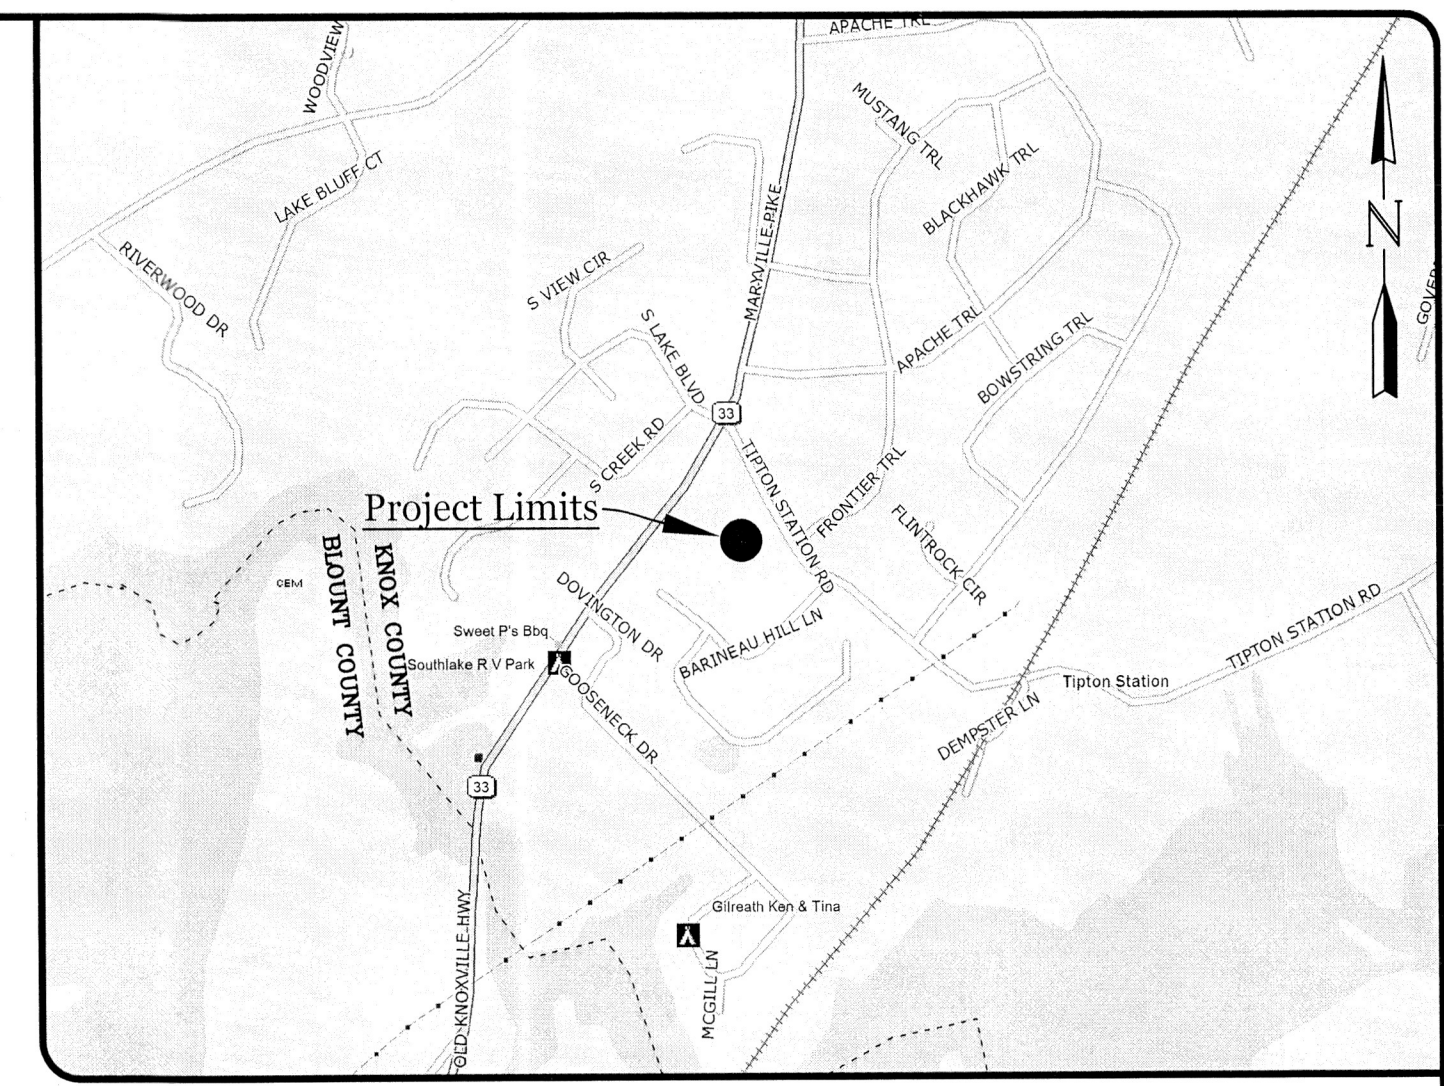 APACHE TRL
WOODVIEW
MUSTANG TRL
BLACKHAWK TRL
LAKE BLUFF CT
MARYVILLE PIKE
N
RIVERWOOD DR
S VIEW CIR
S LAKE BLVD
APACHE TRL
BOWSTRING TRL
33
S CREEK RD
TIPTON STATION RD
FRONTIER TRL
FLINTROCK CIR
Project Limits
BLOUNT COUNTY
KNOX COUNTY
CEM
DOVINGTON DR
BARINEAU HILL LN
TIPTON STATION RD
Sweet P's Bbq
Southlake R V Park
GOOSENECK DR
Tipton Station
DEMPSTER LN
33
Gilreath Ken & Tina
OLD KNOXVILLE HWY
MCGILL LN